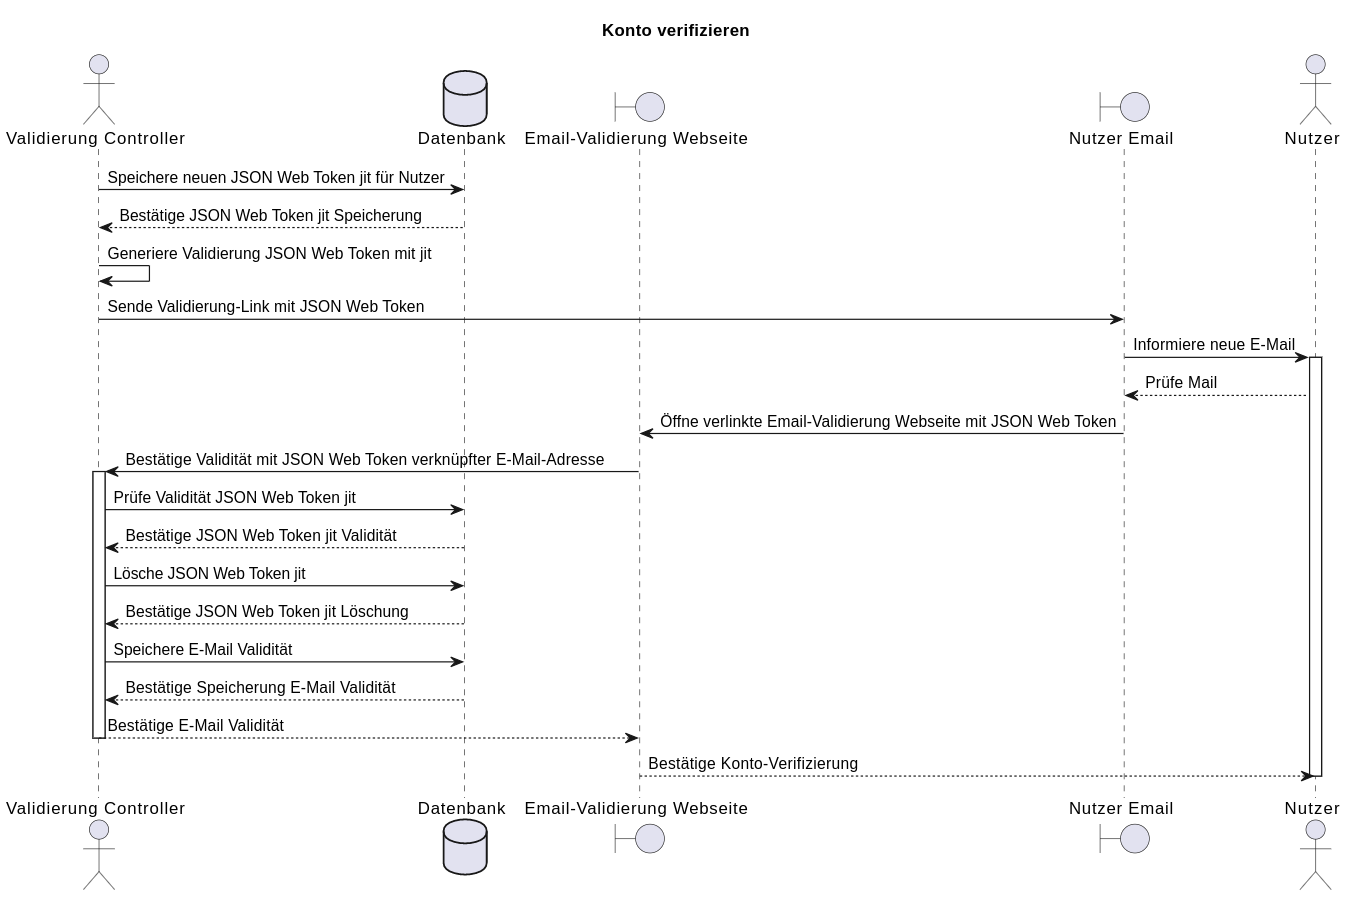 Konto verifizieren
Validierung Controller
Datenbank
Email-Validierung Webseite
Nutzer Email
Nutzer
Speichere neuen JSON Web Token jit für Nutzer
Bestätige JSON Web Token jit Speicherung
Generiere Validierung JSON Web Token mit jit
Sende Validierung-Link mit JSON Web Token
Informiere neue E-Mail
Prüfe Mail
Öffne verlinkte Email-Validierung Webseite mit JSON Web Token
Bestätige Validität mit JSON Web Token verknüpfter E-Mail-Adresse
Prüfe Validität JSON Web Token jit
Bestätige JSON Web Token jit Validität
Lösche JSON Web Token jit
Bestätige JSON Web Token jit Löschung
Speichere E-Mail Validität
Bestätige Speicherung E-Mail Validität
Bestätige E-Mail Validität
Bestätige Konto-Verifizierung
Validierung Controller
Datenbank
Email-Validierung Webseite
Nutzer Email
Nutzer